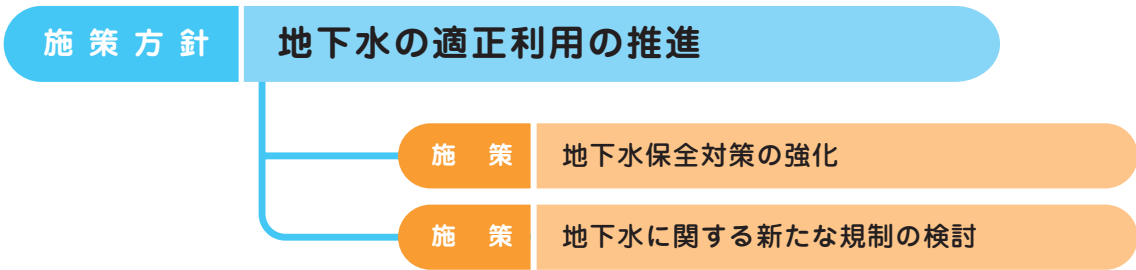 施策方針 地下水の適正利用の推進
施策 地下水保全対策の強化
施策 地下水に関する新たな規制の検討